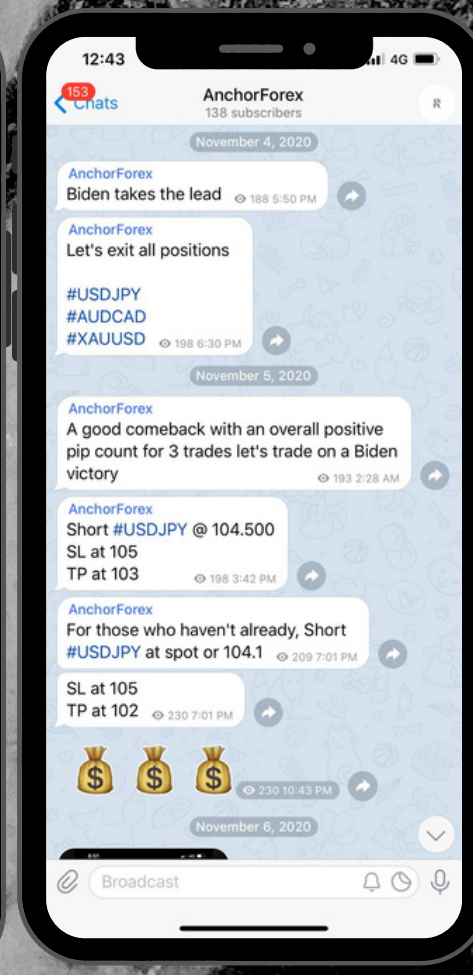 12:43
4G
153
Chats
AnchorForex
138 subscribers
November 4, 2020
AnchorForex
Biden takes the lead 188 5:50 PM
AnchorForex
Let's exit all positions
#USDJPY
#AUDCAD
#XAUUSD 198 6:30 PM
November 5, 2020
AnchorForex
A good comeback with an overall positive
pip count for 3 trades let's trade on a Biden
victory 193 2:28 AM
AnchorForex
Short #USDJPY @ 104.500
SL at 105
TP at 103 198 3:42 PM
AnchorForex
For those who haven't already, Short
#USDJPY at spot or 104.1 209 7:01 PM
SL at 105
TP at 102 230 7:01 PM
230 10:43 PM
November 6, 2020
Broadcast